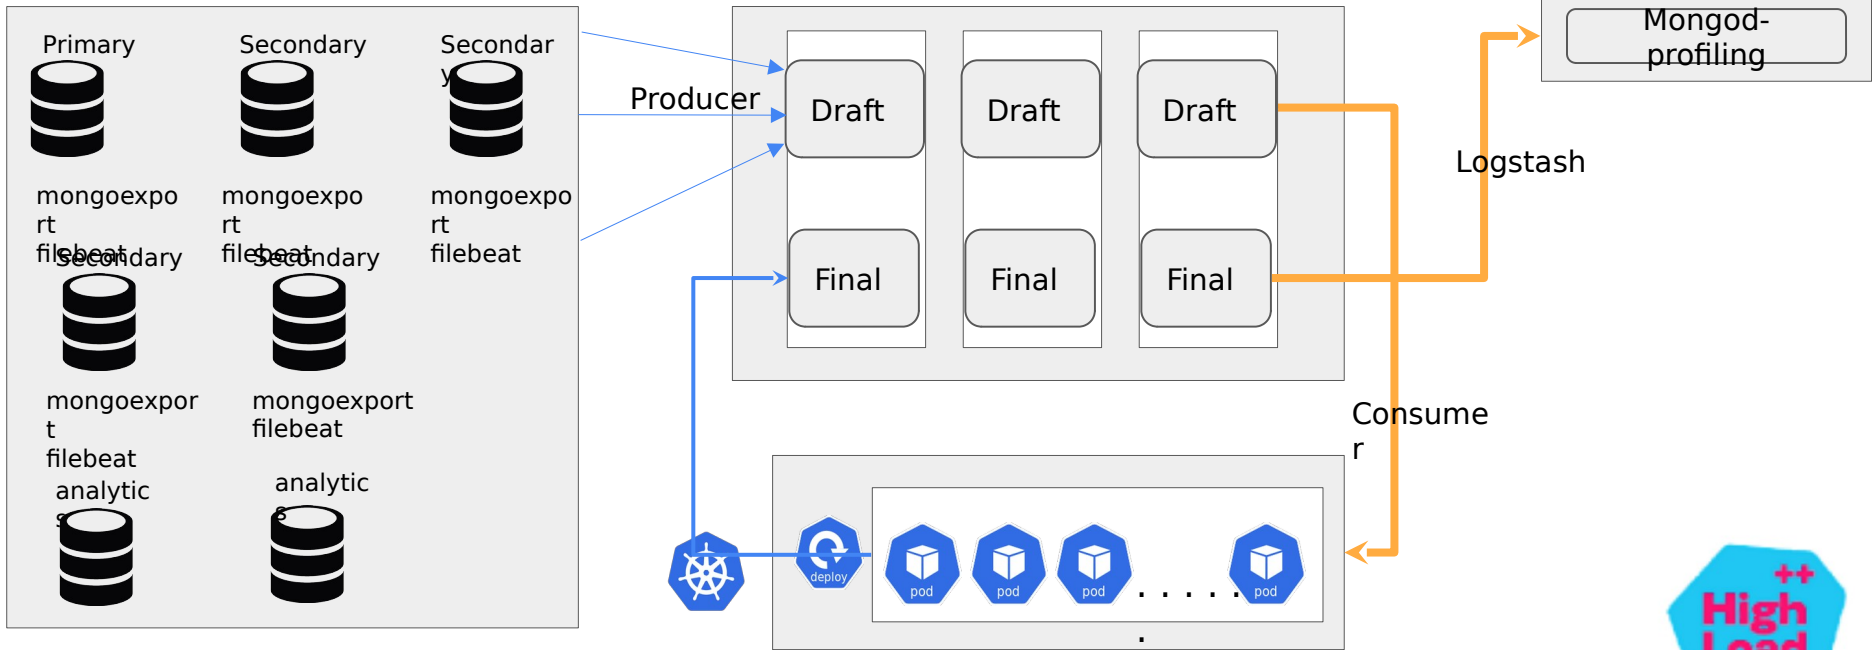 Primary
Secondary
Secondar
y
mongoexpo
rt
filebeat
mongoexpo
rt
filebeat
mongoexpo
rt
filebeat
Secondary
Secondary
mongoexpor
t
filebeat
mongoexport
filebeat
analytic
s
analytic
s
Producer
Draft
Draft
Draft
Final
Final
Final
Mongod-
profiling
Logstash
Consume
r
deploy
pod
pod
pod
. . . . .
.
pod
++
High
Load